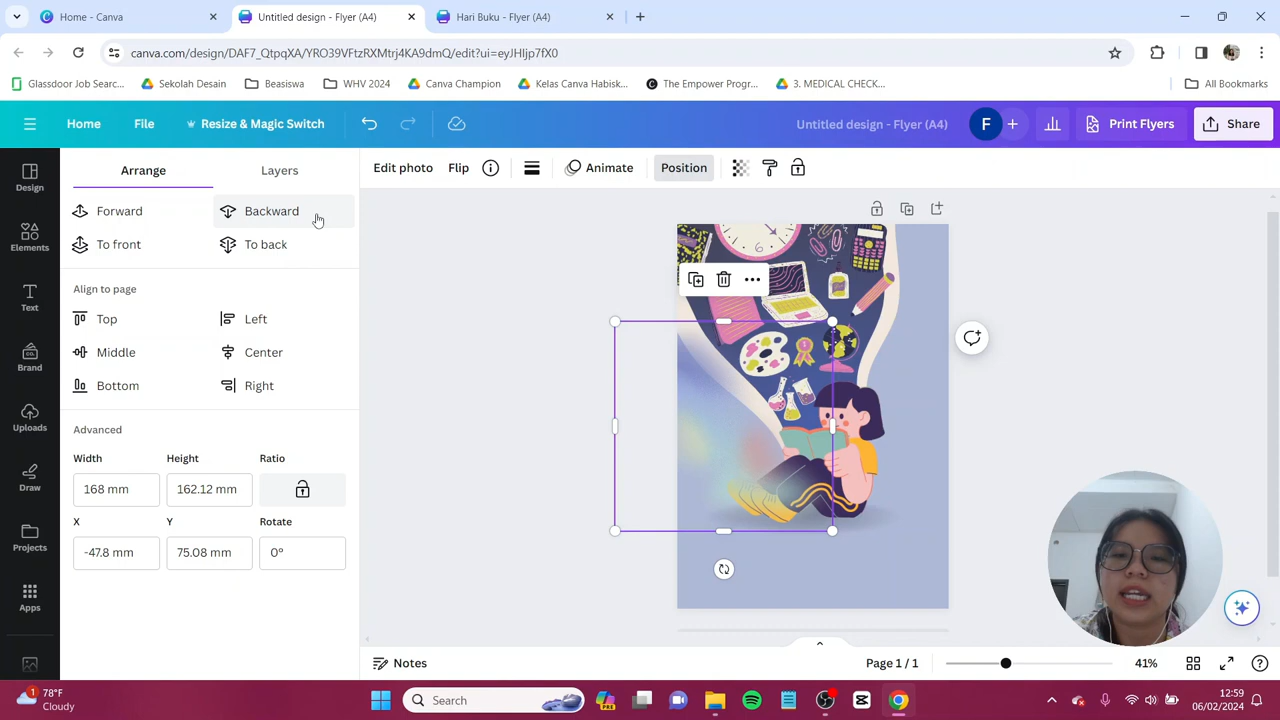 Home - Canva
Untitled design - Flyer (A4)
Hari Buku - Flyer (A4)
canva.com/design/DAF7_QtpqXA/YRO39VFtzRXMtrj4KA9dmQ/edit?ui=eyJHIjp7fX0
Glassdoor Job Searc...
Sekolah Desain
Beasiswa
WHV 2024
Canva Champion
Kelas Canva Habisk...
The Empower Progr...
3. MEDICAL CHECK...
All Bookmarks
Home
File
Resize & Magic Switch
Untitled design - Flyer (A4)
F
Print Flyers
Share
Design
Elements
Text
Brand
Uploads
Draw
Projects
Apps
Arrange
Layers
Forward
Backward
To front
To back
Align to page
Top
Left
Middle
Center
Bottom
Right
Advanced
Width
Height
Ratio
168 mm
162.12 mm
X
Y
Rotate
-47.8 mm
75.08 mm
0°
Edit photo
Flip
Animate
Position
6
1
Notes
Page 1 / 1
41%
1
78°F
Cloudy
Search
PRE
12:59
06/02/2024